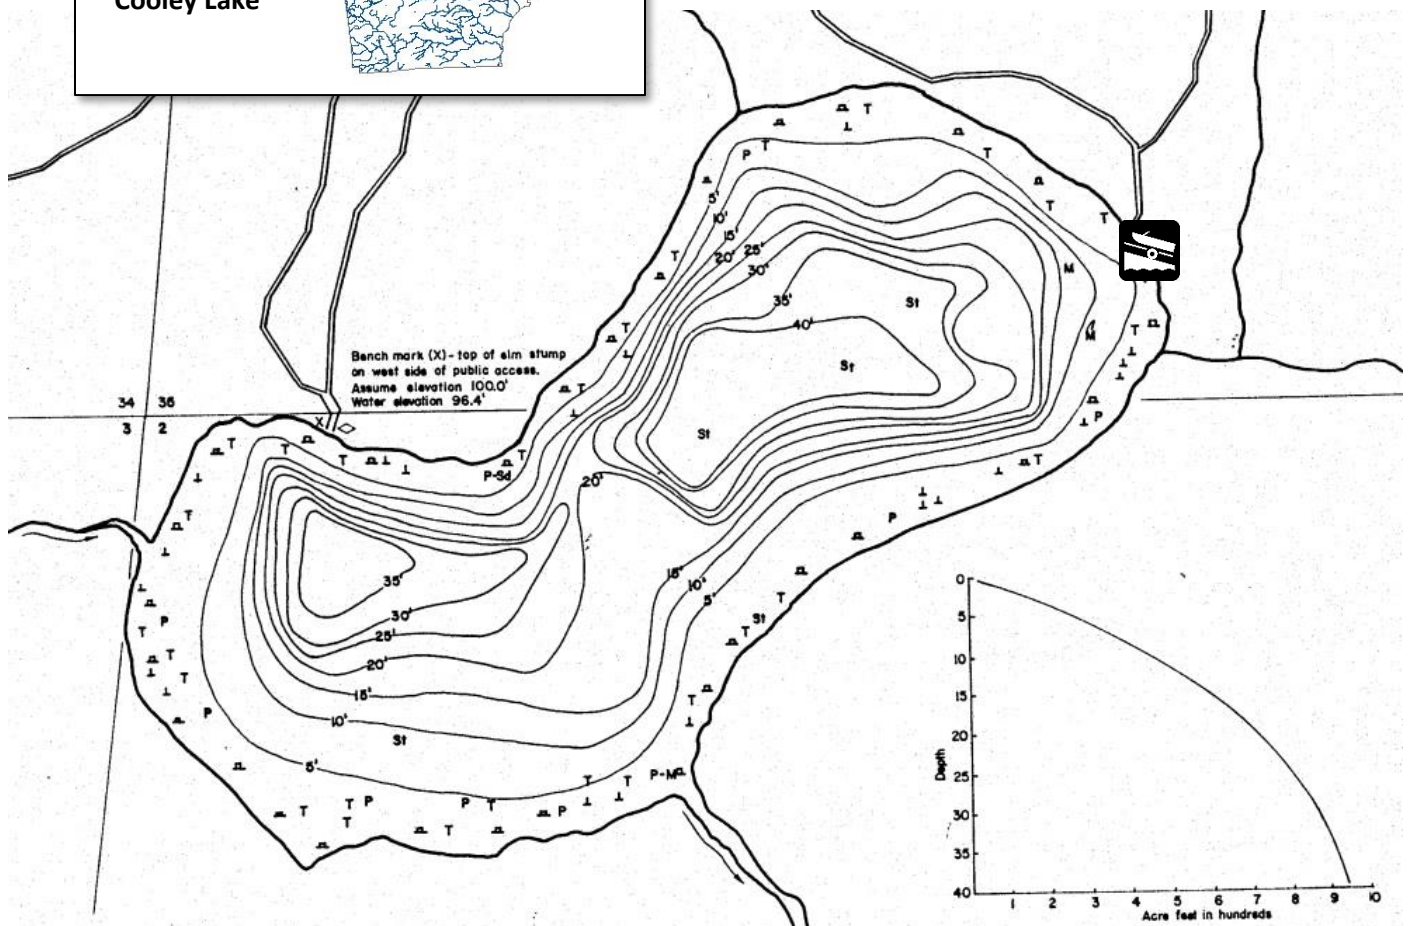 Cooley Lake
T
T
P T
T
P
5'
10'
15'
20' 25'
30'
T
T
T
M
T
35'
40'
St
M
T
T
St
Bench mark (X) - top of elm stump
on west side of public access.
Assume elevation 100.0'
Water elevation 96.4'
T
34 36
3 2
X
P
St
T T T T
T
P-Sd
20'
T
P
0
5
10
15
20
25
30
35
40
Depth
35'
30'
25'
20'
15'
10'
5'
15'
10'
5'
T
St
T
P
T
T
T
P
T
St
P-M
T T
T T P P T P
T T
1 2 3 4 5 6 7 8 9 10
Acre feet in hundreds